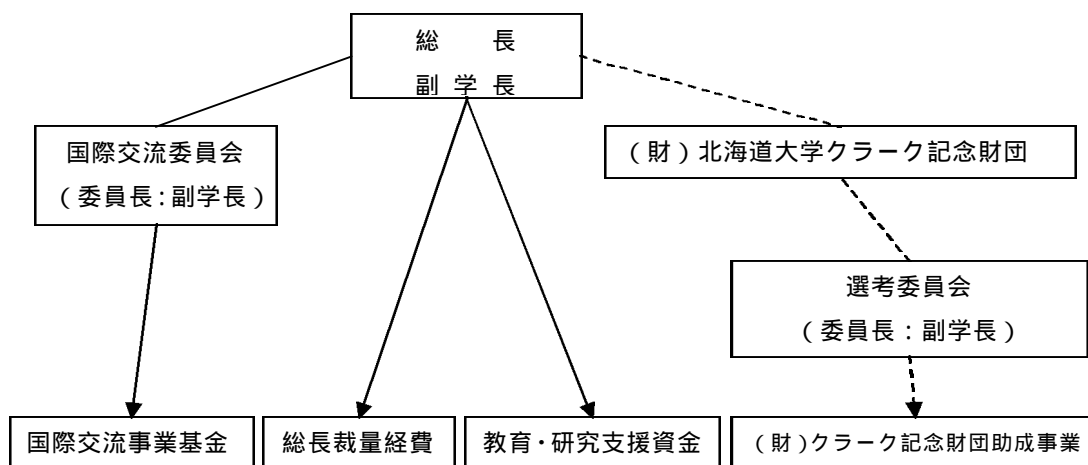 総 長
副 学 長
国際交流委員会
（委員長：副学長）
（財）北海道大学クラーク記念財団
選考委員会
（委員長：副学長）
国際交流事業基金
総長裁量経費
教育・研究支援資金
（財）クラーク記念財団助成事業